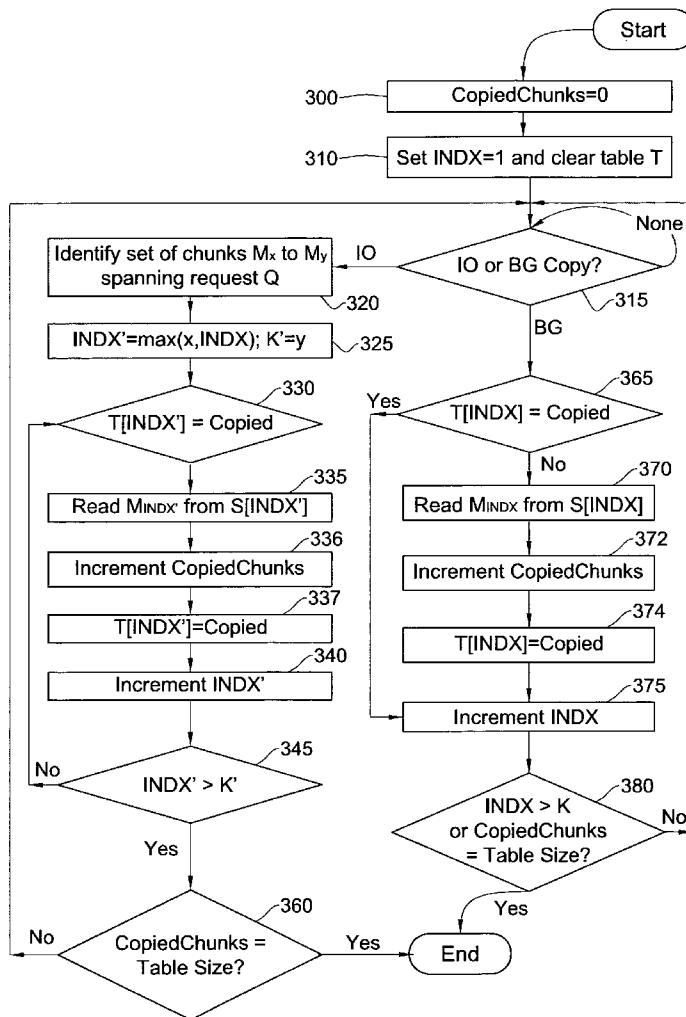 Start
300
CopiedChunks=0
310
Set INDX=1 and clear table T
None
IO or BG Copy?
315
IO
BG
Identify set of chunks Mx to My
spanning request Q
320
INDX'=max(x,INDX); K'=y
325
330
T[INDX'] = Copied
335
Read MINDX' from S[INDX']
336
Increment CopiedChunks
337
T[INDX']=Copied
340
Increment INDX'
345
INDX' > K'
No
Yes
360
CopiedChunks =
Table Size?
No
Yes
365
T[INDX] = Copied
Yes
No
370
Read MINDX from S[INDX]
372
Increment CopiedChunks
374
T[INDX]=Copied
375
Increment INDX
380
INDX > K
or CopiedChunks
= Table Size?
No
Yes
End